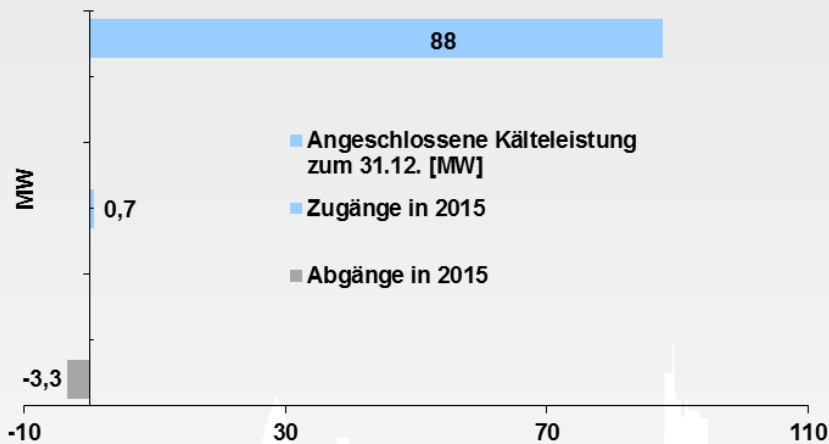 88
Angeschlossene Kälteleistung
zum 31.12. [MW]
MW
0,7
Zugänge in 2015
Abgänge in 2015
-3,3
-10 30 70 110